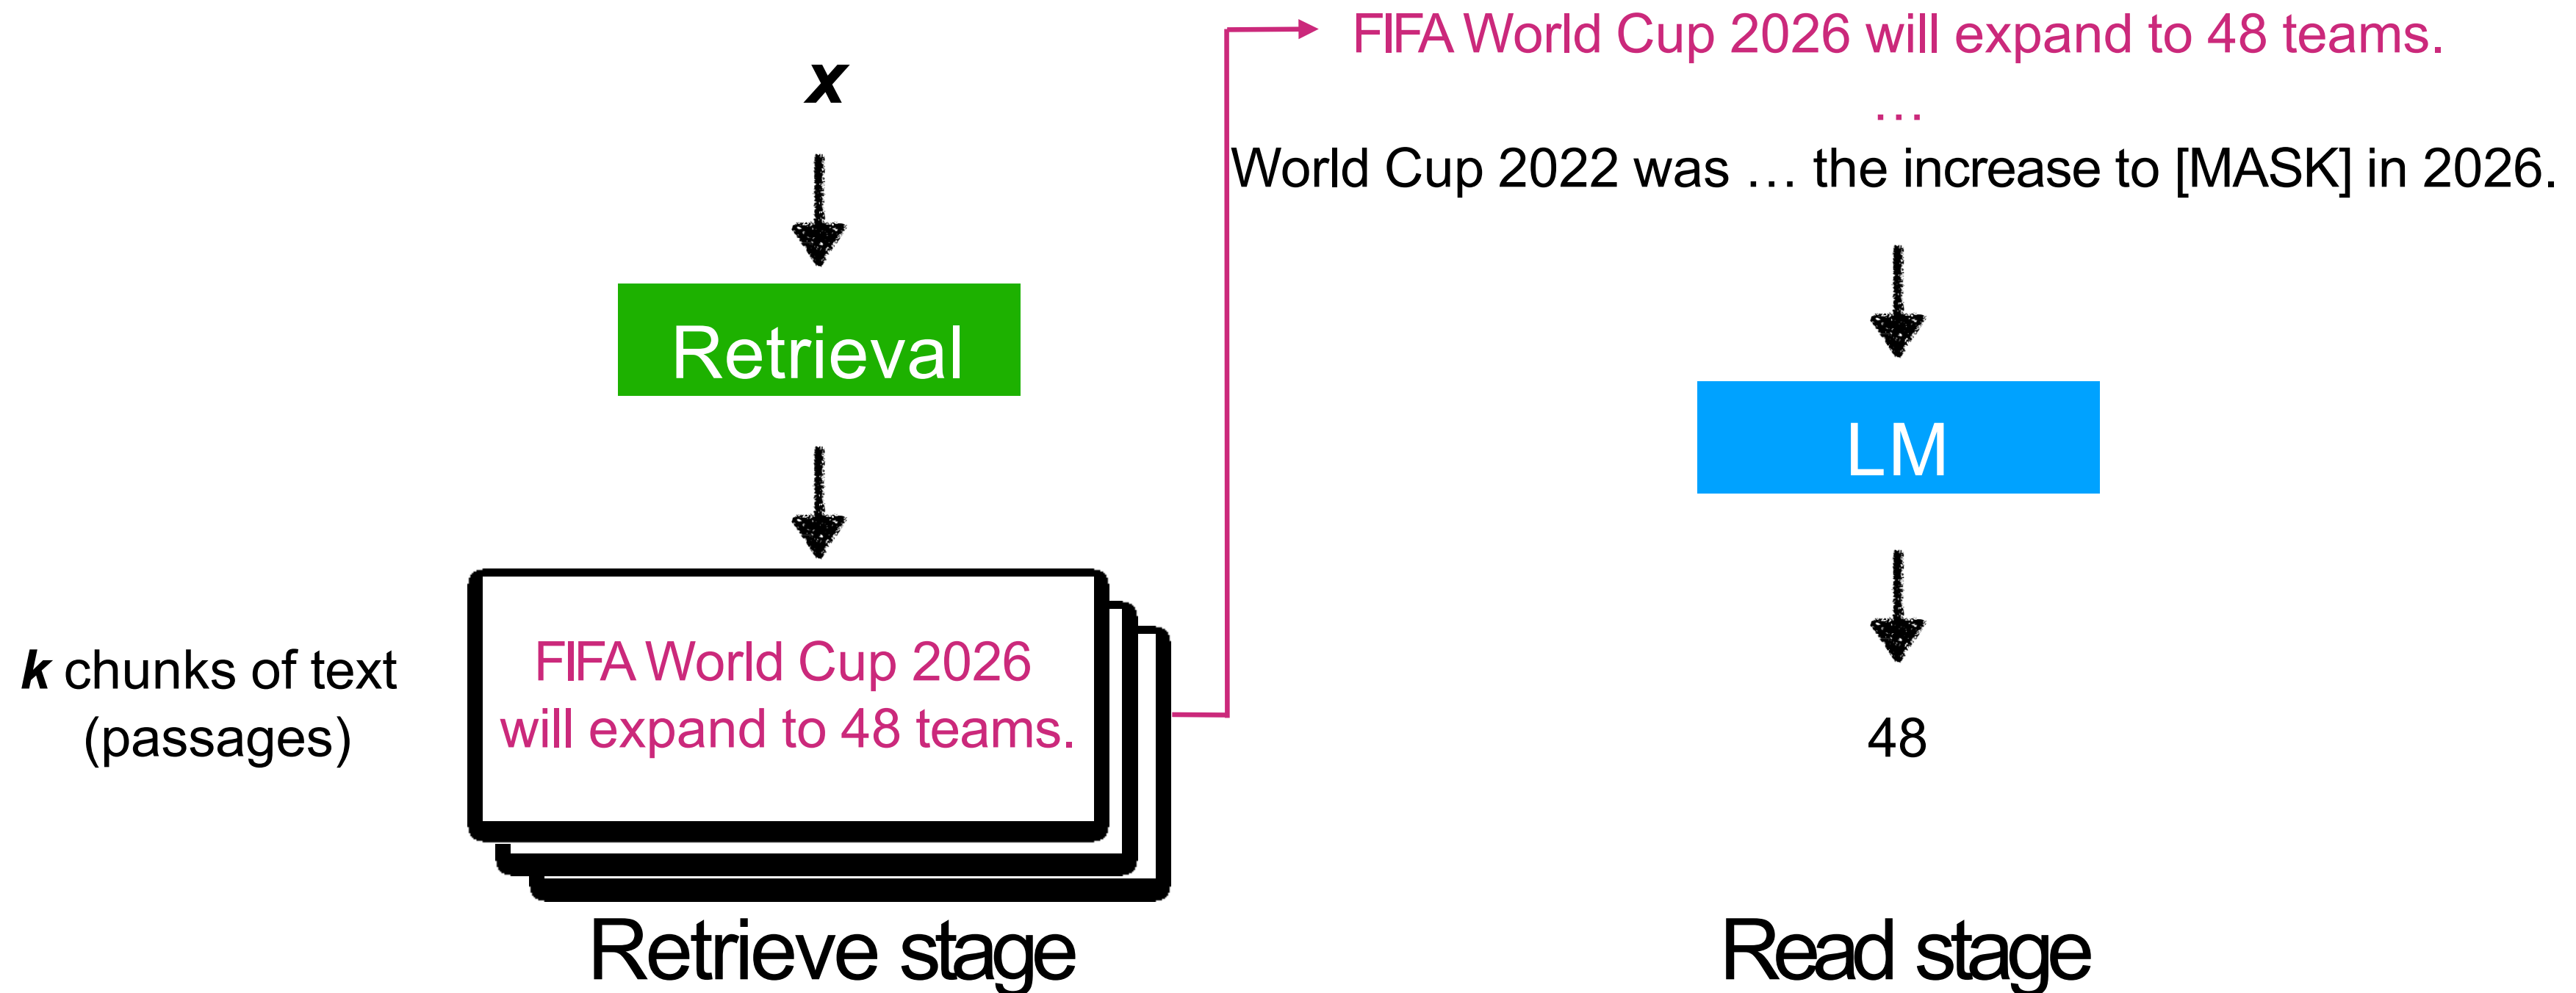 x
Retrieval
k chunks of text
(passages)
FIFA World Cup 2026
will expand to 48 teams.
Retrieve stage
FIFA World Cup 2026 will expand to 48 teams.
…
World Cup 2022 was … the increase to [MASK] in 2026.
LM
48
Read stage